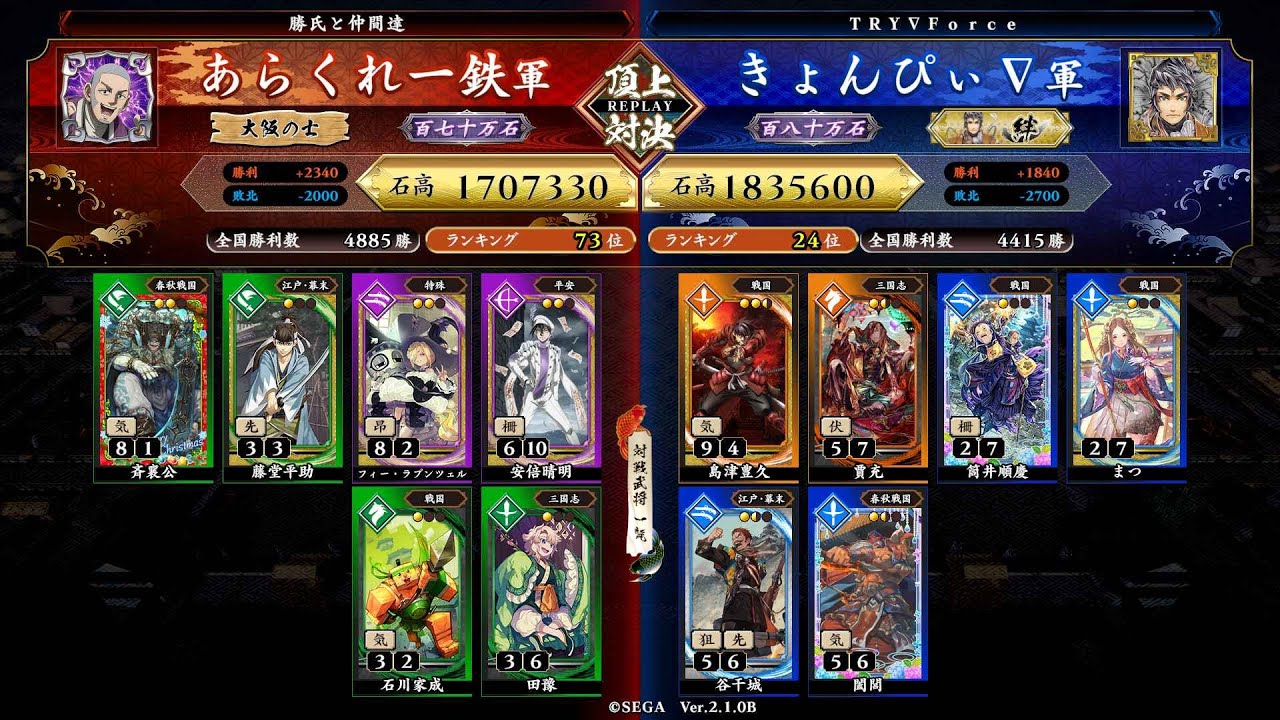 勝氏と仲間達
TRY∇Force
あらくれ一鉄軍
頂上
REPLAY
対決
きょんぴぃ∇軍
大阪の士
百七十万石
百八十万石
絆
勝利 +2340
敗北 -2000
石高 1707330
石高 1835600
勝利 +1840
敗北 -2700
全国勝利数 4885勝
ランキング 73位
ランキング 24位
全国勝利数 4415勝
春秋戦国
気
8 1
Christmas
斉襄公
江戸・幕末
先
3 3
藤堂平助
特殊
昂
8 2
フィー・ラプンツェル
平安
柵
6 10
安倍晴明
対戦武将一覧
戦国
気
9 4
島津豊久
三国志
伏
5 7
賈充
戦国
柵
2 7
筒井順慶
戦国
2 7
まつ
戦国
気
3 2
石川家成
三国志
3 6
田豫
江戸・幕末
狙 先
5 6
谷干城
春秋戦国
気
5 6
©SEGA Ver.2.1.0B